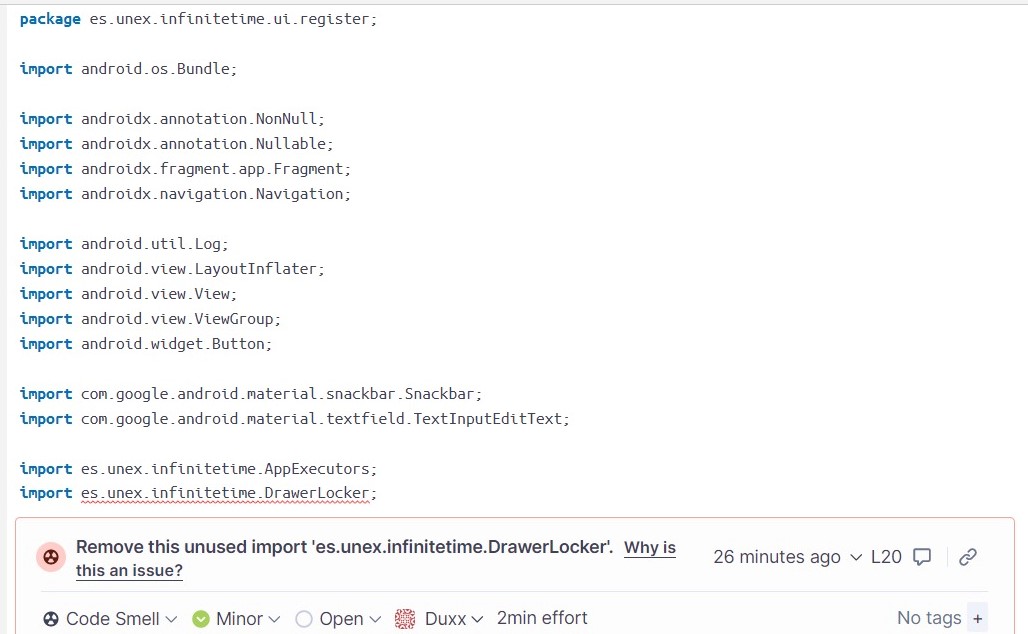 package es.unex.infinitetime.ui.register;
import android.os.Bundle;
import androidx.annotation.NonNull;
import androidx.annotation.Nullable;
import androidx.fragment.app.Fragment;
import androidx.navigation.Navigation;
import android.util.Log;
import android.view.LayoutInflater;
import android.view.View;
import android.view.ViewGroup;
import android.widget.Button;
import com.google.android.material.snackbar.Snackbar;
import com.google.android.material.textfield.TextInputEditText;
import es.unex.infinitetime.AppExecutors;
import es.unex.infinitetime.DrawerLocker;
Remove this unused import 'es.unex.infinitetime.DrawerLocker'. Why is
this an issue?
26 minutes ago L20
Code Smell Minor Open Duxx 2min effort
No tags +